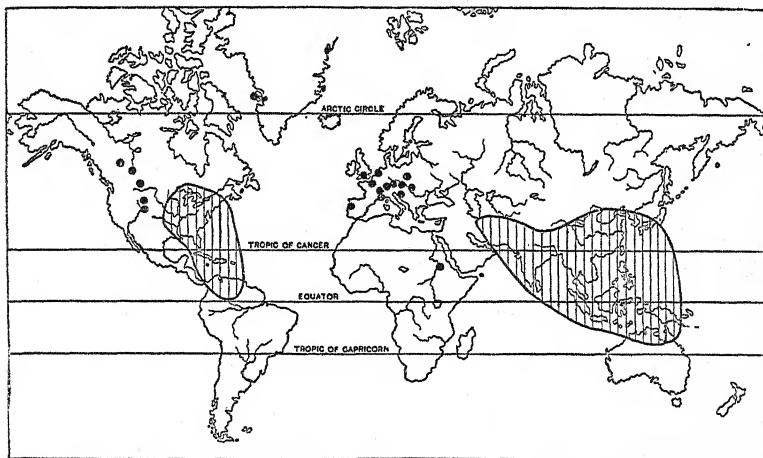 ARCTIC CIRCLE
TROPIC OF CANCER
EQUATOR
TROPIC OF CAPRICORN